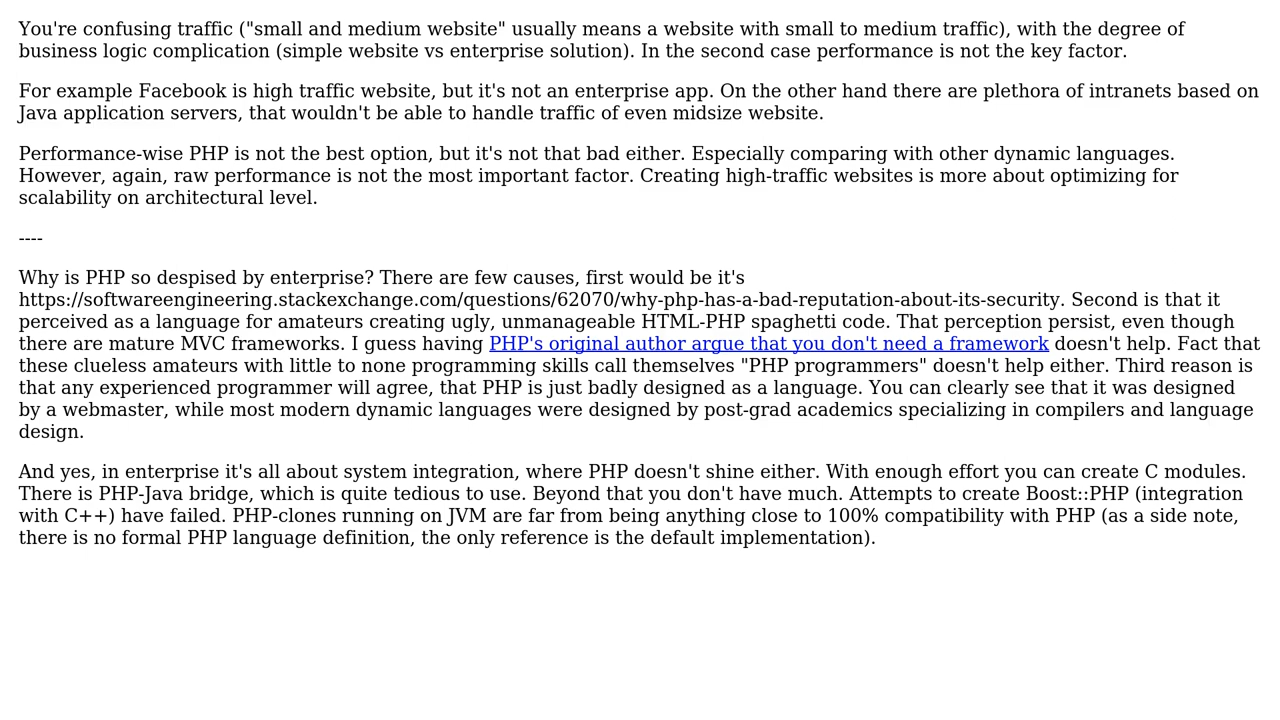 You're confusing traffic ("small and medium website" usually means a website with small to medium traffic), with the degree of
business logic complication (simple website vs enterprise solution). In the second case performance is not the key factor.
For example Facebook is high traffic website, but it's not an enterprise app. On the other hand there are plethora of intranets based on
Java application servers, that wouldn't be able to handle traffic of even midsize website.
Performance-wise PHP is not the best option, but it's not that bad either. Especially comparing with other dynamic languages.
However, again, raw performance is not the most important factor. Creating high-traffic websites is more about optimizing for
scalability on architectural level.
----
Why is PHP so despised by enterprise? There are few causes, first would be it's
https://softwareengineering.stackexchange.com/questions/62070/why-php-has-a-bad-reputation-about-its-security. Second is that it
perceived as a language for amateurs creating ugly, unmanageable HTML-PHP spaghetti code. That perception persist, even though
there are mature MVC frameworks. I guess having PHP's original author argue that you don't need a framework doesn't help. Fact that
these clueless amateurs with little to none programming skills call themselves "PHP programmers" doesn't help either. Third reason is
that any experienced programmer will agree, that PHP is just badly designed as a language. You can clearly see that it was designed
by a webmaster, while most modern dynamic languages were designed by post-grad academics specializing in compilers and language
design.
And yes, in enterprise it's all about system integration, where PHP doesn't shine either. With enough effort you can create C modules.
There is PHP-Java bridge, which is quite tedious to use. Beyond that you don't have much. Attempts to create Boost::PHP (integration
with C++) have failed. PHP-clones running on JVM are far from being anything close to 100% compatibility with PHP (as a side note,
there is no formal PHP language definition, the only reference is the default implementation).